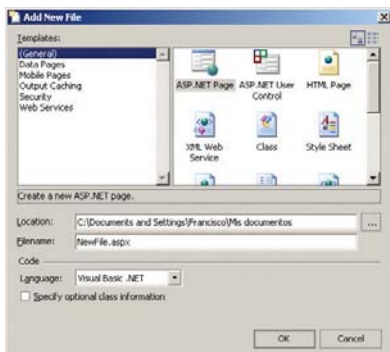 Add New File
Templates:
(General)
Data Pages
Mobile Pages
Output Caching
Security
Web Services
ASP.NET Page
ASP.NET User Control
HTML Page
XML Web Service
Class
Style Sheet
Create a new ASP.NET page.
Location: C:\Documents and Settings\Francisco\Mis documentos ...
Filename: NewFile.aspx
Code
Language: Visual Basic .NET
Specify optional class information
OK Cancel